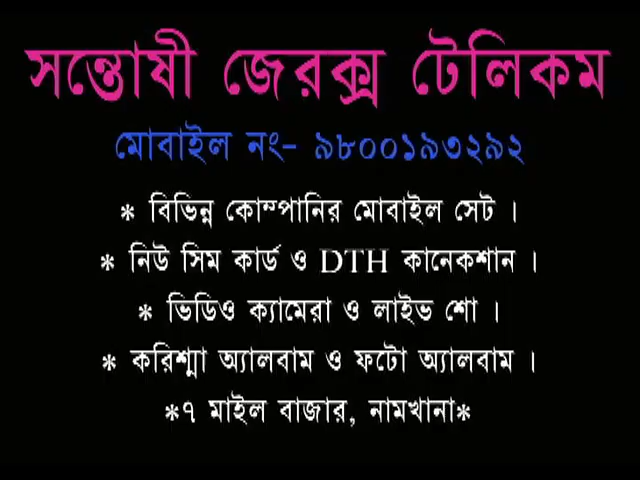 সন্তোষী জেরক্স টেলিকম
মোবাইল নং- ৯৮০০১৯৩২৯২
* বিভিন্ন কোম্পানির মোবাইল সেট ।
* নিউ সিম কার্ড ও DTH কানেকশান ।
* ভিডিও ক্যামেরা ও লাইভ শো ।
* করিশ্মা অ্যালবাম ও ফটো অ্যালবাম ।
*৭ মাইল বাজার, নামখানা*